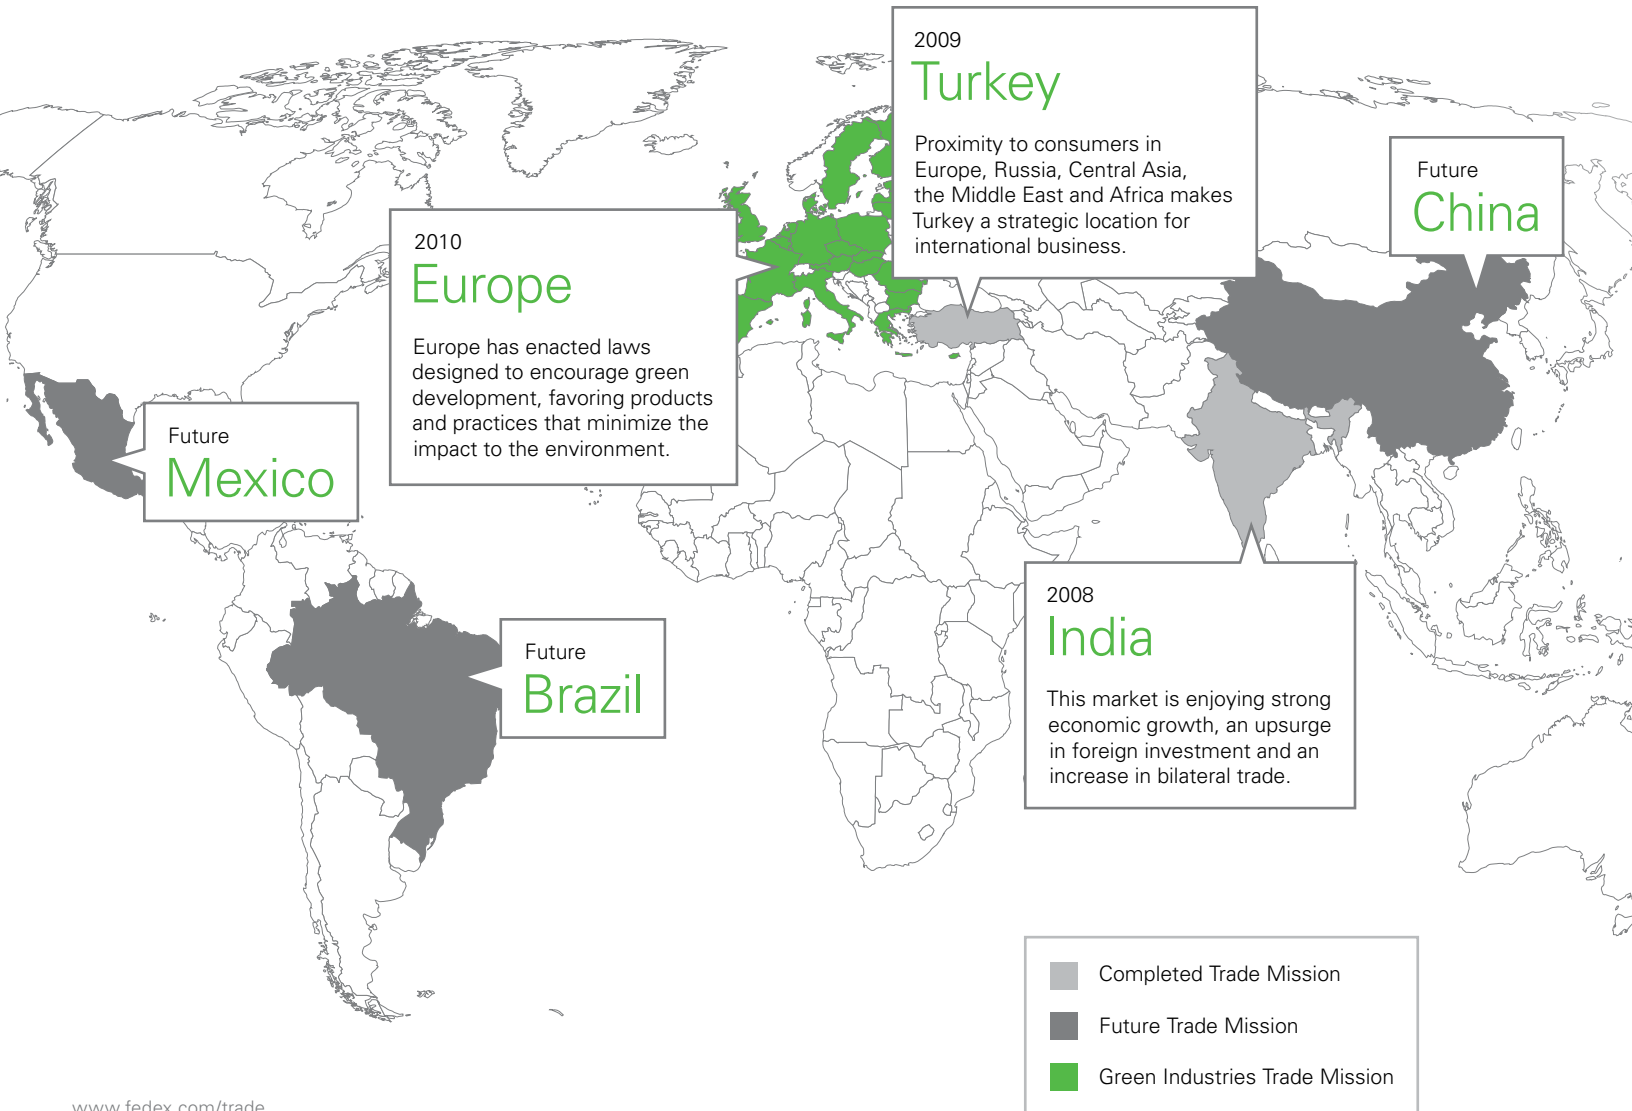 2009
Turkey
Proximity to consumers in
Europe, Russia, Central Asia,
the Middle East and Africa makes
Turkey a strategic location for
international business.
Future
China
2010
Europe
Europe has enacted laws
designed to encourage green
development, favoring products
and practices that minimize the
impact to the environment.
Future
Mexico
2008
India
This market is enjoying strong
economic growth, an upsurge
in foreign investment and an
increase in bilateral trade.
Future
Brazil
Completed Trade Mission
Future Trade Mission
Green Industries Trade Mission
www.fedex.com/trade